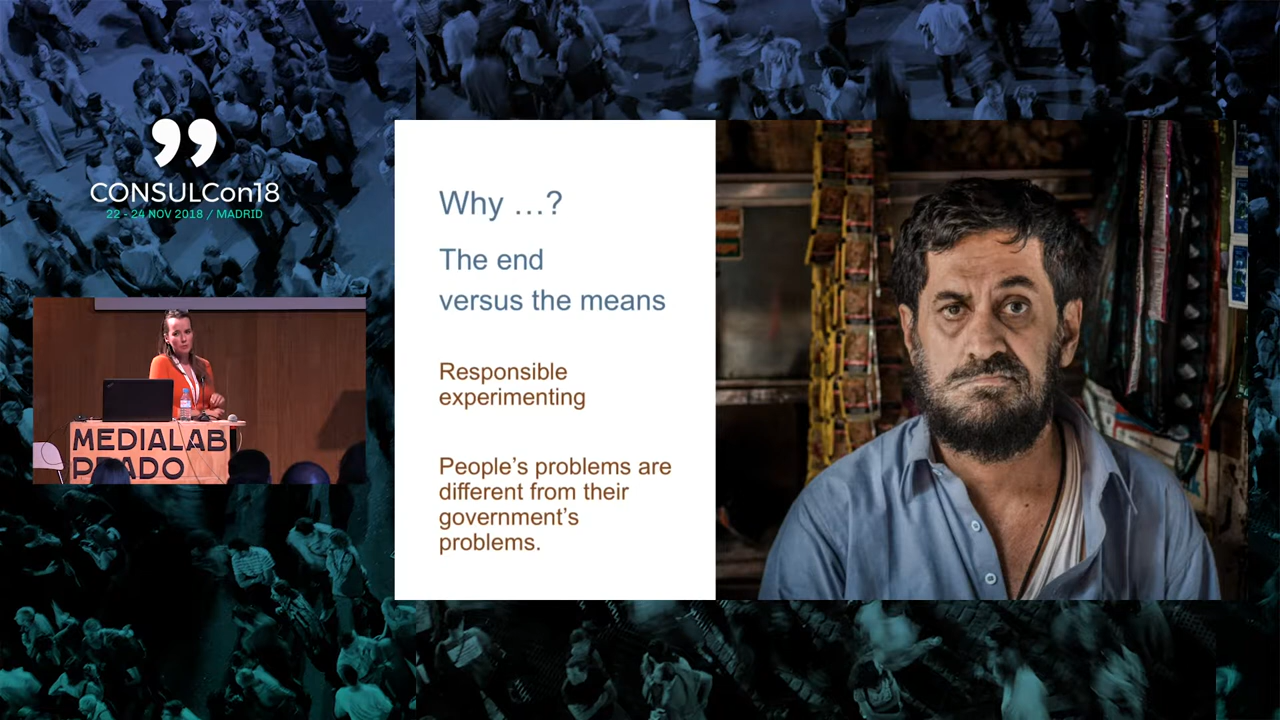 CONSULCon18
22 - 24 NOV 2018 / MADRID
MEDIALAB
PRADO
Why …?
The end
versus the means
Responsible
experimenting
People’s problems are
different from their
government’s
problems.